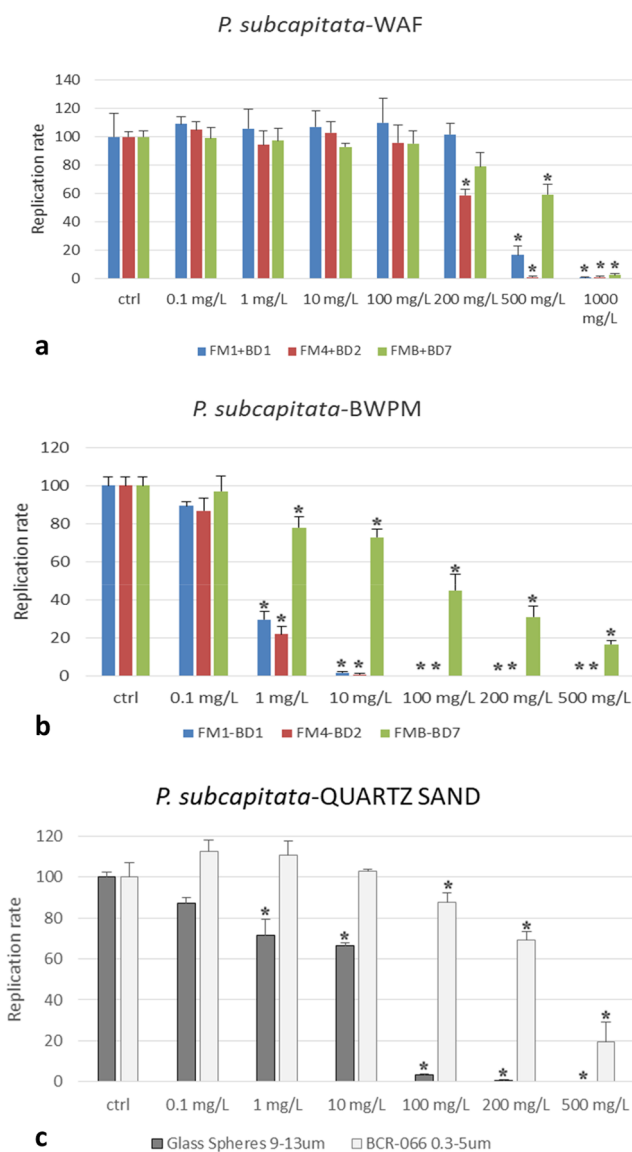 P. subcapitata-WAF
140
120
100
80
60
40
20
0
Replication rate
* * * * * * * *
ctrl 0.1 mg/L 1 mg/L 10 mg/L 100 mg/L 200 mg/L 500 mg/L 1000
mg/L
a
FM1+BD1 FM4+BD2 FMB+BD7
P. subcapitata-BWPM
120
100
80
60
40
20
0
Replication rate
* * * * * * * * * * * * * * *
ctrl 0.1 mg/L 1 mg/L 10 mg/L 100 mg/L 200 mg/L 500 mg/L
b
FM1-BD1 FM4-BD2 FMB-BD7
P. subcapitata-QUARTZ SAND
120
100
80
60
40
20
0
Replication rate
* * * * * * * *
ctrl 0.1 mg/L 1 mg/L 10 mg/L 100 mg/L 200 mg/L 500 mg/L
c
Glass Spheres 9-13um BCR-066 0.3-5um